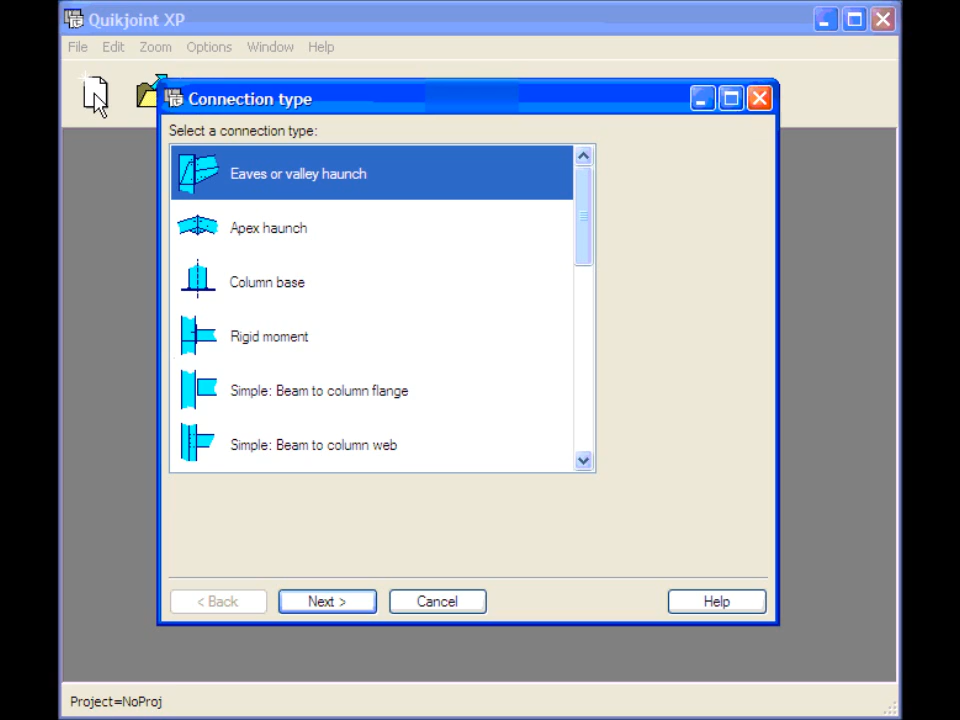 Quikjoint XP
File Edit Zoom Options Window Help
Connection type
Select a connection type:
Eaves or valley haunch
Apex haunch
Column base
Rigid moment
Simple: Beam to column flange
Simple: Beam to column web
< Back Next > Cancel Help
Project=NoProj